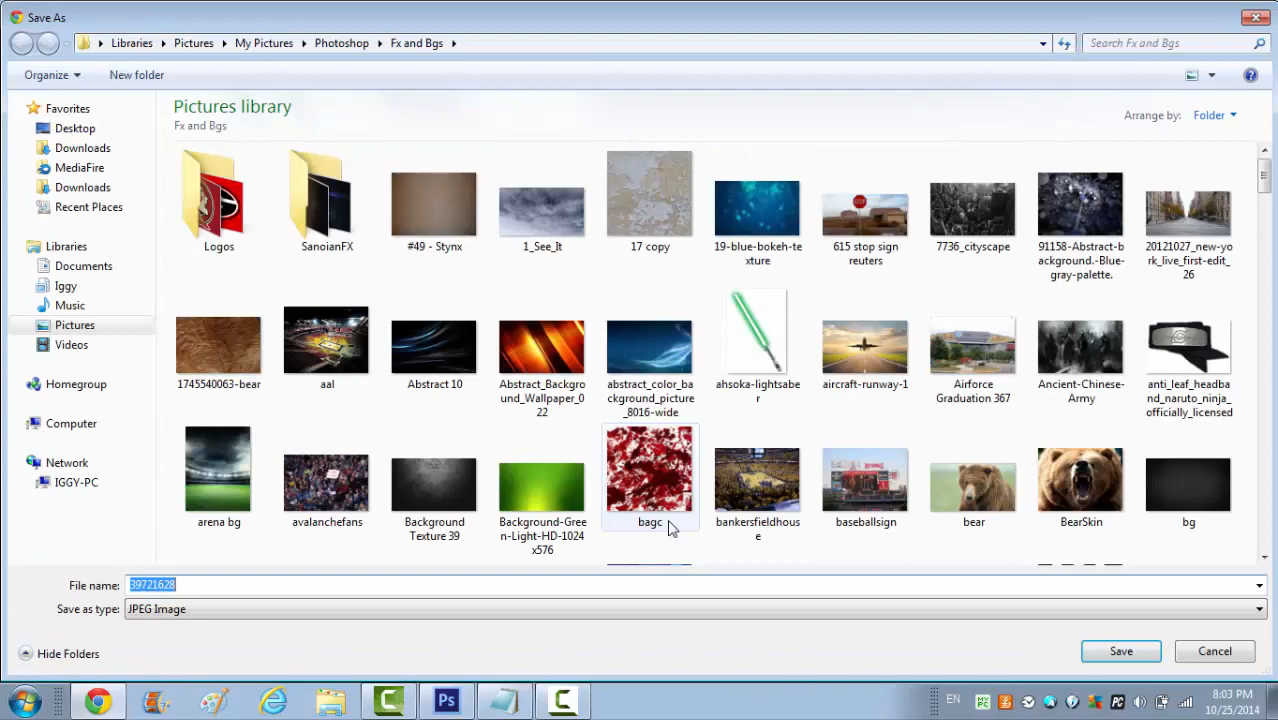 Save As
Libraries Pictures My Pictures Photoshop Fx and Bgs
Search Fx and Bgs
Organize New folder
Favorites
Desktop
Downloads
MediaFire
Downloads
Recent Places
Libraries
Documents
Iggy
Music
Pictures
Videos
Homegroup
Computer
Network
IGGY-PC
Pictures library
Fx and Bgs
Arrange by: Folder
Logos
SanoianFX
#49 - Stynx
1_See_It
17 copy
19-blue-bokeh-te
xture
615 stop sign
reuters
7736_cityscape
91158-Abstract-b
ackground.-Blue-
gray-palette.
20121027_new-yo
rk_live_first-edit_
26
1745540063-bear
aal
Abstract 10
Abstract_Backgro
und_Wallpaper_0
22
abstract_color_ba
ckground_picture
_8016-wide
ahsoka-lightsabe
r
aircraft-runway-1
Airforce
Graduation 367
Ancient-Chinese-
Army
anti_leaf_headba
nd_naruto_ninja_
officially_licensed
arena bg
avalanchefans
Background
Texture 39
Background-Gree
n-Light-HD-1024
x576
bagc
bankersfieldhous
e
baseballsign
bear
BearSkin
bg
File name: 39721628
Save as type: JPEG Image
Hide Folders
Save Cancel
Ps
EN
8:03 PM
10/25/2014